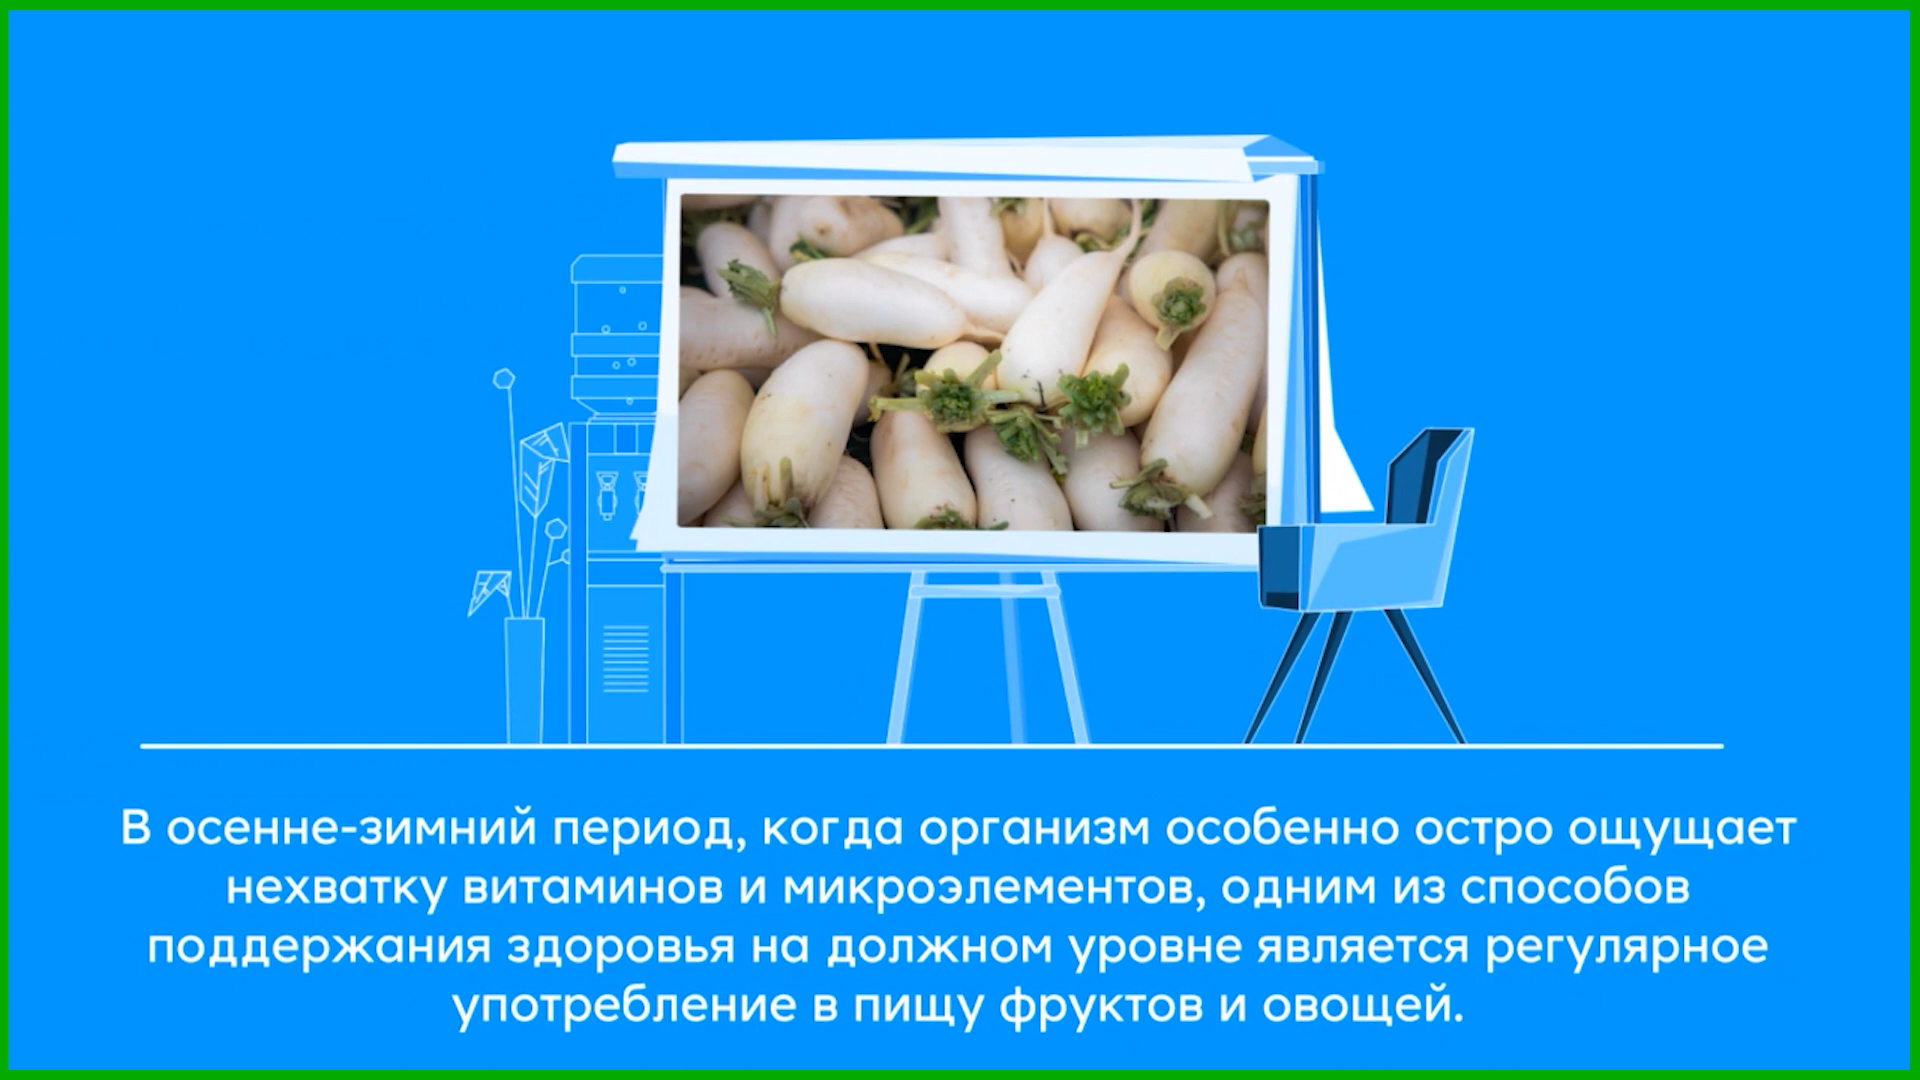 В осенне-зимний период, когда организм особенно остро ощущает
нехватку витаминов и микроэлементов, одним из способов
поддержания здоровья на должном уровне является регулярное
употребление в пищу фруктов и овощей.